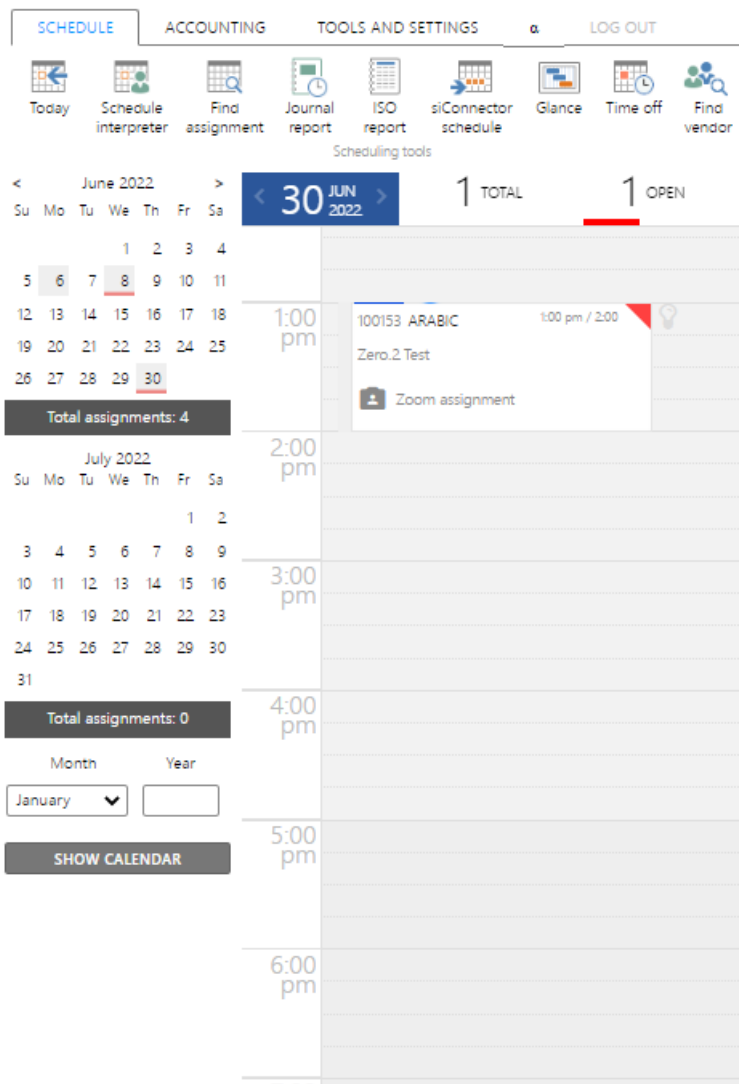 SCHEDULE ACCOUNTING TOOLS AND SETTINGS α LOG OUT
Today Schedule interpreter Find assignment Journal report ISO report siConnector schedule Glance Time off Find vendor
Scheduling tools
< June 2022 >
Su Mo Tu We Th Fr Sa
1 2 3 4
5 6 7 8 9 10 11
12 13 14 15 16 17 18
19 20 21 22 23 24 25
26 27 28 29 30
Total assignments: 4
July 2022
Su Mo Tu We Th Fr Sa
1 2
3 4 5 6 7 8 9
10 11 12 13 14 15 16
17 18 19 20 21 22 23
24 25 26 27 28 29 30
31
Total assignments: 0
Month Year
January
SHOW CALENDAR
< 30 JUN 2022 >
1 TOTAL
1 OPEN
1:00 pm
100153 ARABIC 1:00 pm / 2:00
Zero.2 Test
Zoom assignment
2:00 pm
3:00 pm
4:00 pm
5:00 pm
6:00 pm